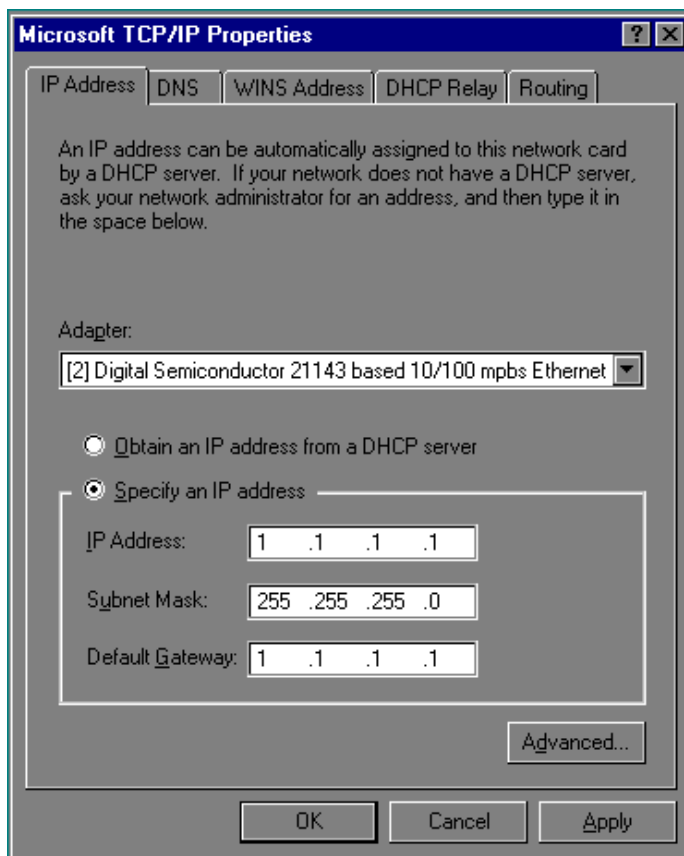 Microsoft TCP/IP Properties
IP Address DNS WINS Address DHCP Relay Routing
An IP address can be automatically assigned to this network card
by a DHCP server. If your network does not have a DHCP server,
ask your network administrator for an address, and then type it in
the space below.
Adapter:
[2] Digital Semiconductor 21143 based 10/100 mpbs Ethernet
Obtain an IP address from a DHCP server
Specify an IP address
IP Address: 1 .1 .1 .1
Subnet Mask: 255 .255 .255 .0
Default Gateway: 1 .1 .1 .1
Advanced...
OK Cancel Apply